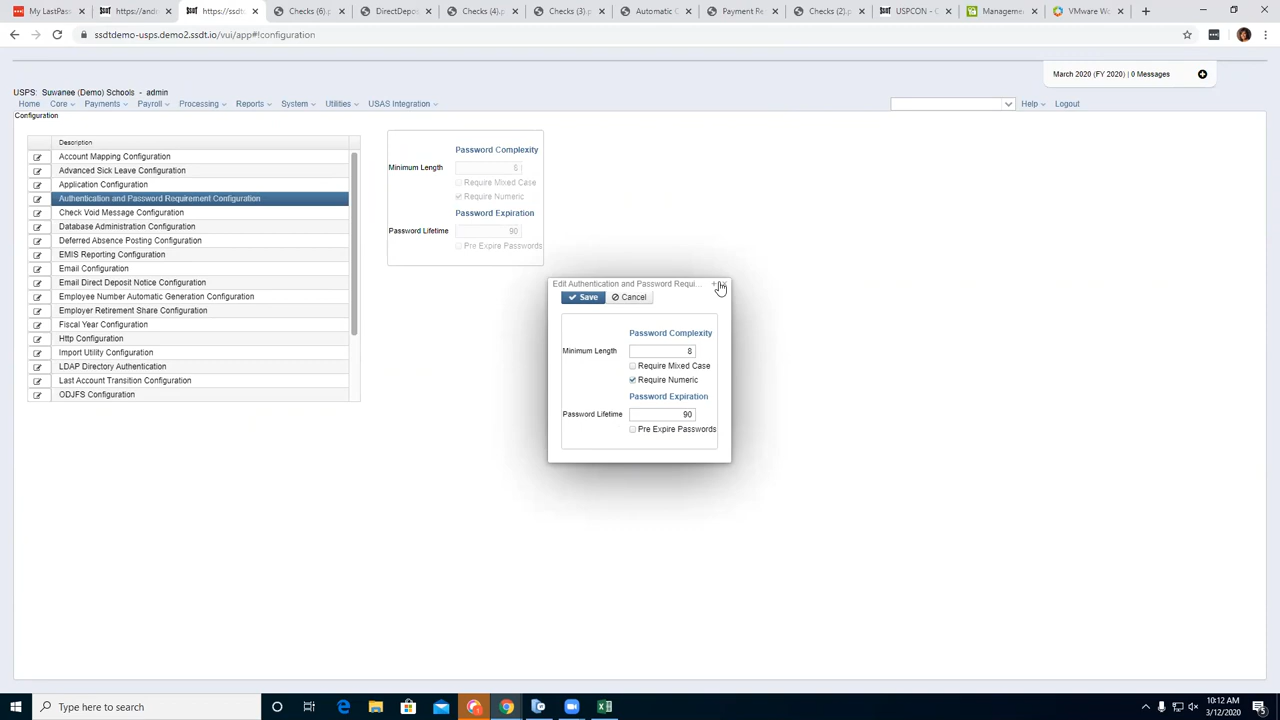 My LastPass
https://andr
https://ssdt
Checks (6).p
DirectDepos
Checks (4).p
Checks (3).p
Automatic C
Payment Re
Checks (2).p
USPCON - C
Manageme
VMware Wo
ssdtdemo-usps.demo2.ssdt.io/vui/app#!configuration
March 2020 (FY 2020) | 0 Messages
USPS: Suwanee (Demo) Schools - admin
Home Core Payments Payroll Processing Reports System Utilities USAS Integration Help Logout
Configuration
Description
Account Mapping Configuration
Advanced Sick Leave Configuration
Application Configuration
Authentication and Password Requirement Configuration
Check Void Message Configuration
Database Administration Configuration
Deferred Absence Posting Configuration
EMIS Reporting Configuration
Email Configuration
Email Direct Deposit Notice Configuration
Employee Number Automatic Generation Configuration
Employer Retirement Share Configuration
Fiscal Year Configuration
Http Configuration
Import Utility Configuration
LDAP Directory Authentication
Last Account Transition Configuration
ODJFS Configuration
Password Complexity
Minimum Length 6
Require Mixed Case
Require Numeric
Password Expiration
Password Lifetime 90
Pre Expire Passwords
Edit Authentication and Password Requi...
Save Cancel
Password Complexity
Minimum Length 8
Require Mixed Case
Require Numeric
Password Expiration
Password Lifetime 90
Pre Expire Passwords
Type here to search
10:12 AM
3/12/2020